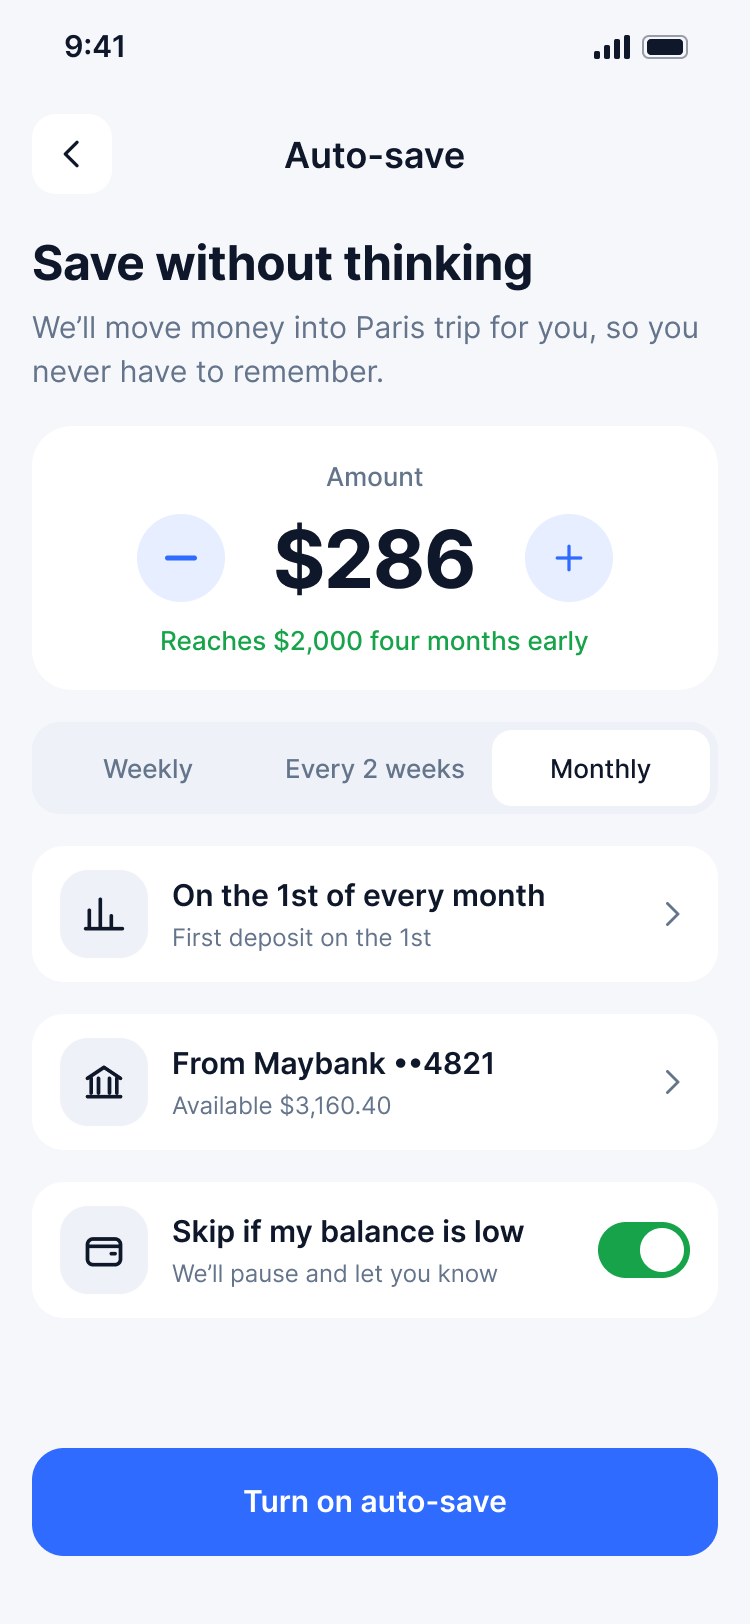 9:41
Auto-save
Save without thinking
We’ll move money into Paris trip for you, so you
never have to remember.
Amount
$286
Reaches $2,000 four months early
Weekly
Every 2 weeks
Monthly
On the 1st of every month
First deposit on the 1st
From Maybank ••4821
Available $3,160.40
Skip if my balance is low
We’ll pause and let you know
Turn on auto-save